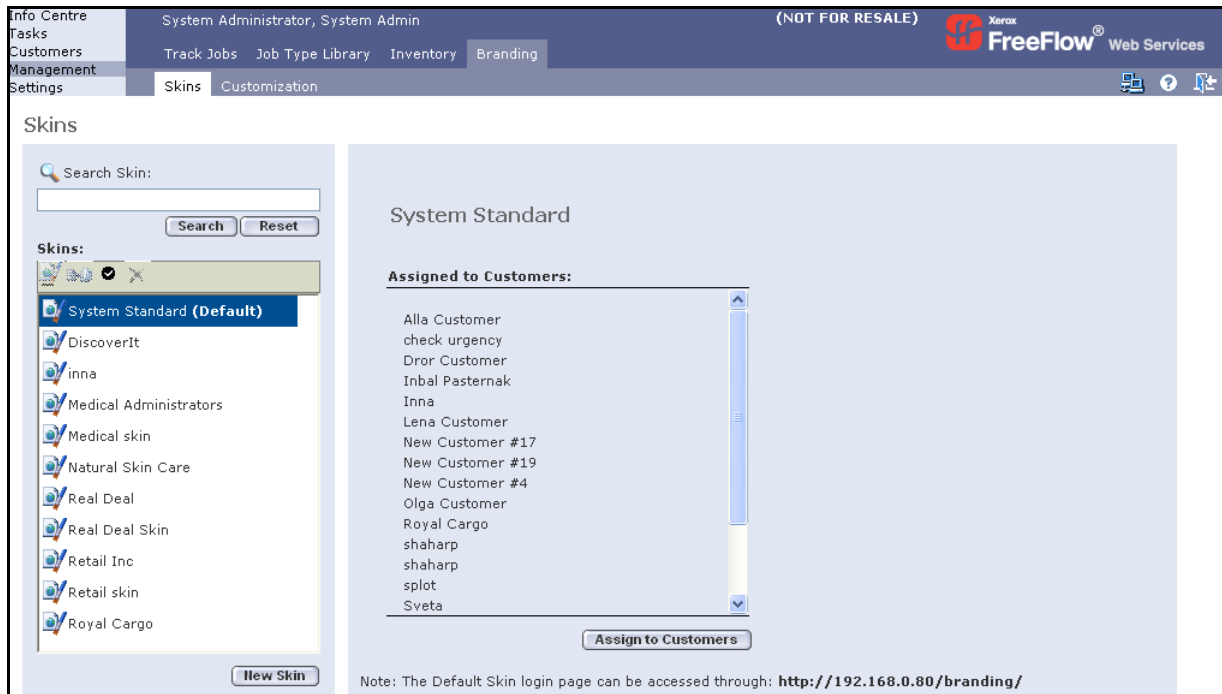 Info Centre
Tasks
Customers
Management
Settings
System Administrator, System Admin
(NOT FOR RESALE)
Xerox
FreeFlow® Web Services
Track Jobs Job Type Library Inventory Branding
Skins Customization
Skins
Search Skin:
Search Reset
Skins:
System Standard (Default)
DiscoverIt
inna
Medical Administrators
Medical skin
Natural Skin Care
Real Deal
Real Deal Skin
Retail Inc
Retail skin
Royal Cargo
New Skin
System Standard
Assigned to Customers:
Alla Customer
check urgency
Dror Customer
Inbal Pasternak
Inna
Lena Customer
New Customer #17
New Customer #19
New Customer #4
Olga Customer
Royal Cargo
shaharp
shaharp
splot
Sveta
Assign to Customers
Note: The Default Skin login page can be accessed through: http://192.168.0.80/branding/